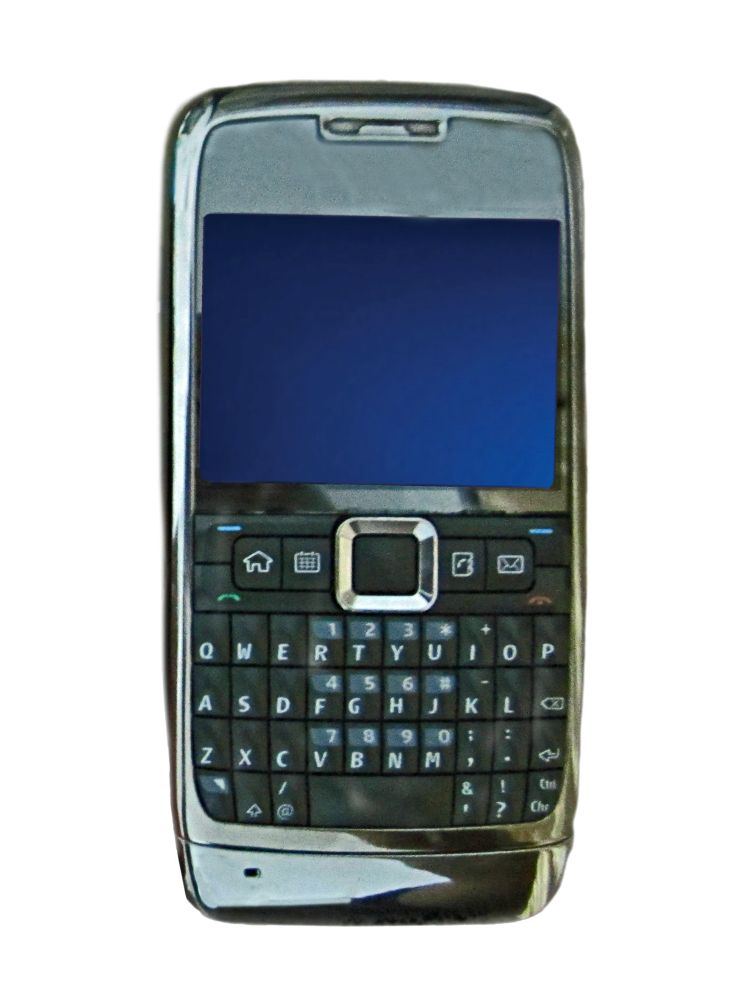 1 2 3 * +
Q W E R T Y U I O P
4 5 6 # -
A S D F G H J K L
7 8 9 0 ; :
Z X C V B N M , .
/ & ! Ctrl
@ ' ? Chr